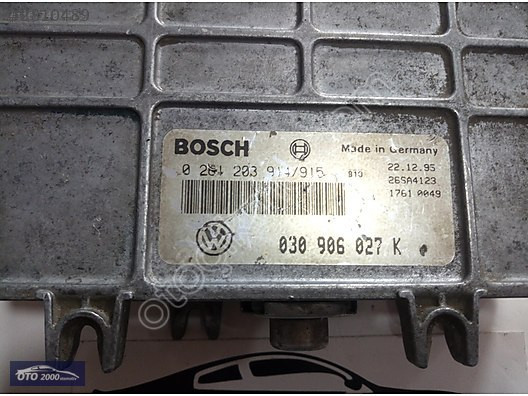 BOSCH
Made in Germany
0 261 203 914/915
22.12.95
26SA4123
1761 0049
030 906 027 K
OTO 2000